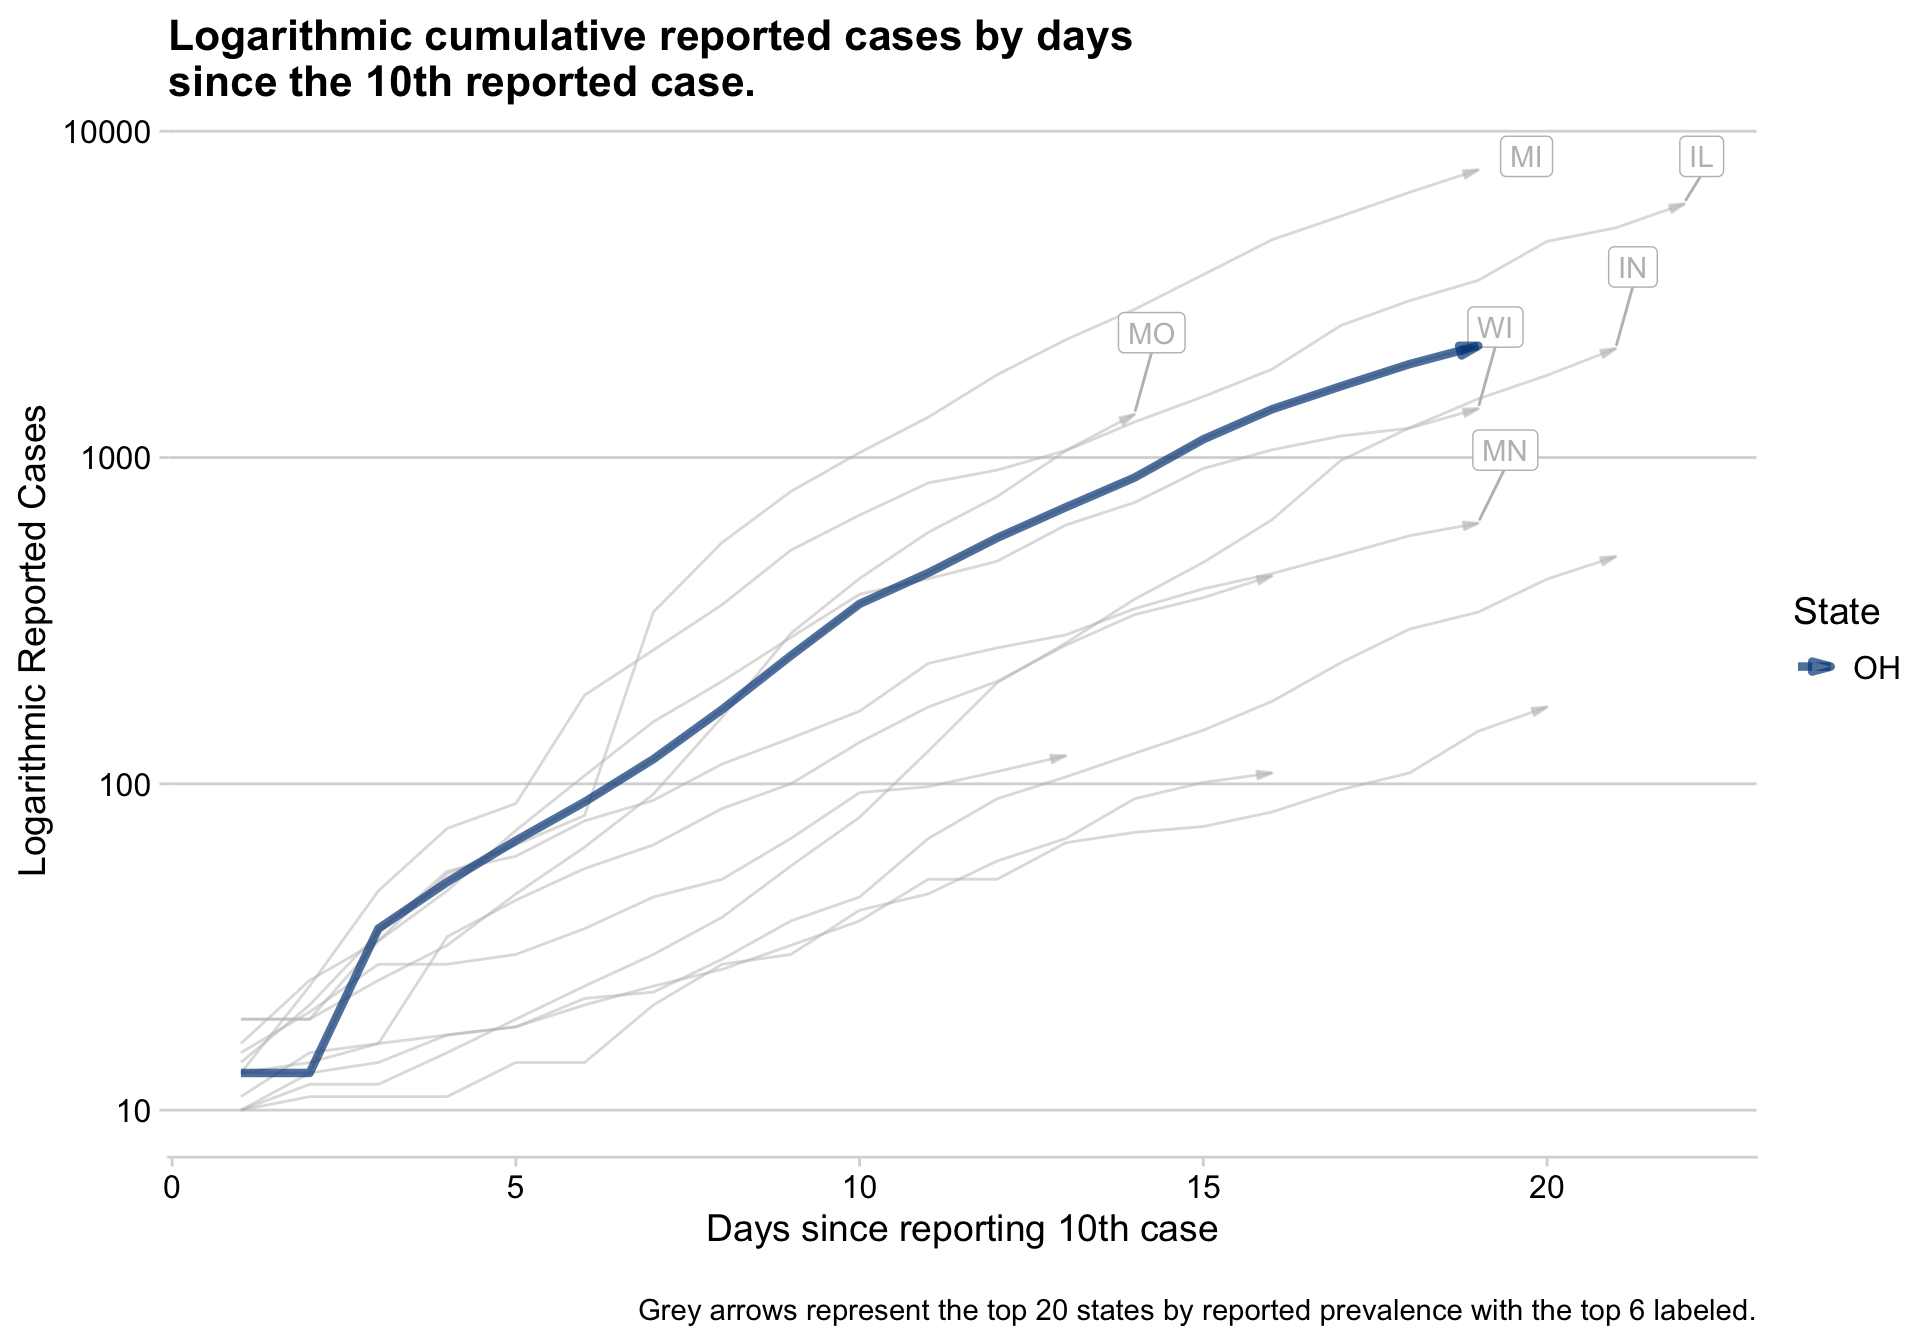 Logarithmic cumulative reported cases by days
since the 10th reported case.
10000
1000
100
10
Logarithmic Reported Cases
MI
IL
IN
MO
WI
MN
State
OH
0 5 10 15 20
Days since reporting 10th case
Grey arrows represent the top 20 states by reported prevalence with the top 6 labeled.